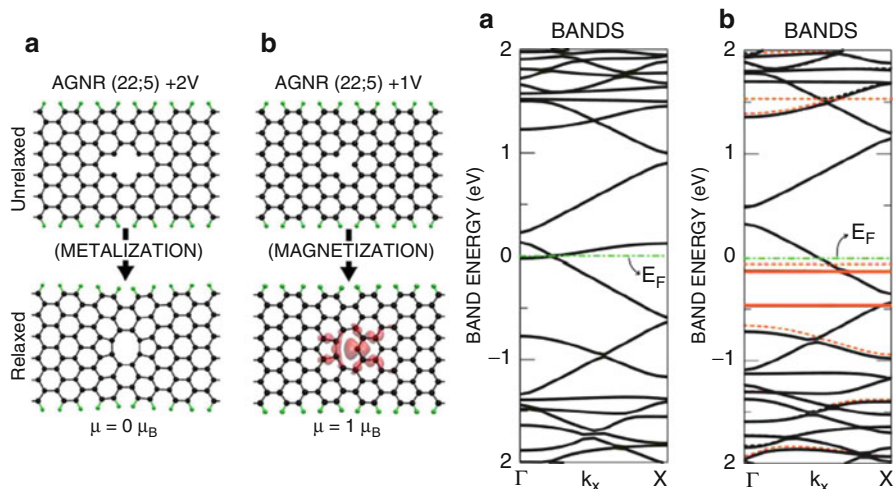 a
AGNR (22;5) +2V
Unrelaxed
(METALIZATION)
Relaxed
μ = 0 μB
b
AGNR (22;5) +1V
(MAGNETIZATION)
μ = 1 μB
a
BANDS
BAND ENERGY (eV)
2
1
0
−1
2
EF
Γ kx X
b
BANDS
BAND ENERGY (eV)
2
1
0
−1
2
EF
Γ kx X